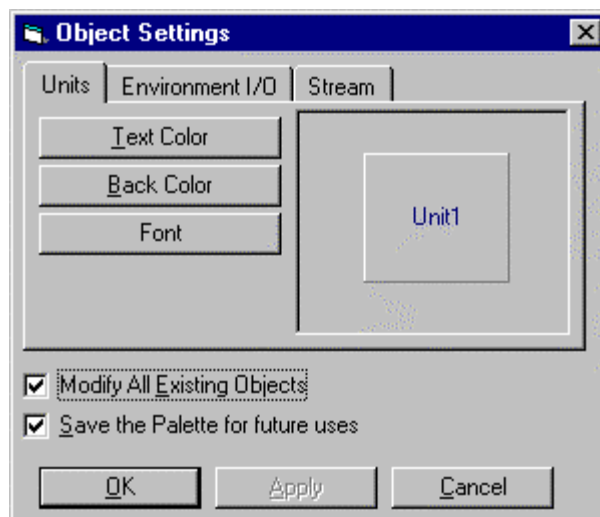 Object Settings
Units Environment I/O Stream
Text Color
Back Color
Font
Unit1
Modify All Existing Objects
Save the Palette for future uses
OK Apply Cancel